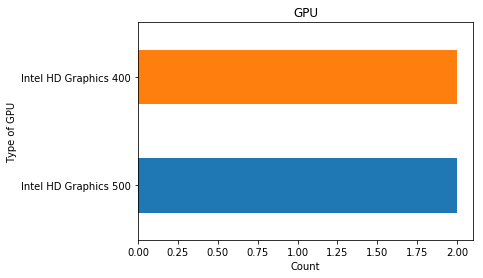 GPU
Type of GPU
Intel HD Graphics 400
Intel HD Graphics 500
0.00 0.25 0.50 0.75 1.00 1.25 1.50 1.75 2.00
Count